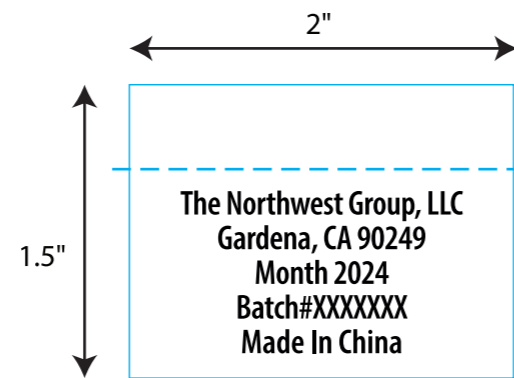 2"
1.5"
The Northwest Group, LLC
Gardena, CA 90249
Month 2024
Batch#XXXXXXX
Made In China